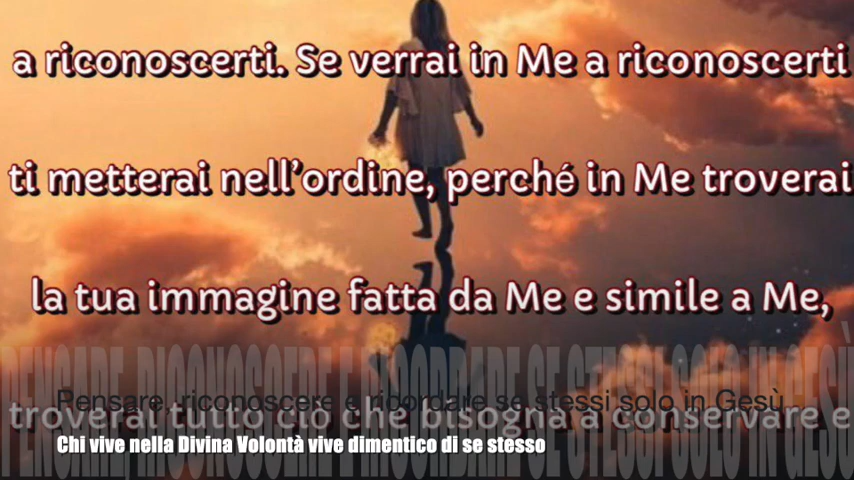 a riconoscerti. Se verrai in Me a riconoscerti
ti metterai nell'ordine, perché in Me troverai
la tua immagine fatta da Me e simile a Me,
PENSARE, RICONOSCERE E RICORDARE SE STESSI SOLO IN GESÙ
Pensare, riconoscere e ricordare se stessi solo in Gesù
troverai tutto ciò che bisogna a conservare e
Chi vive nella Divina Volontà vive dimentico di se stesso